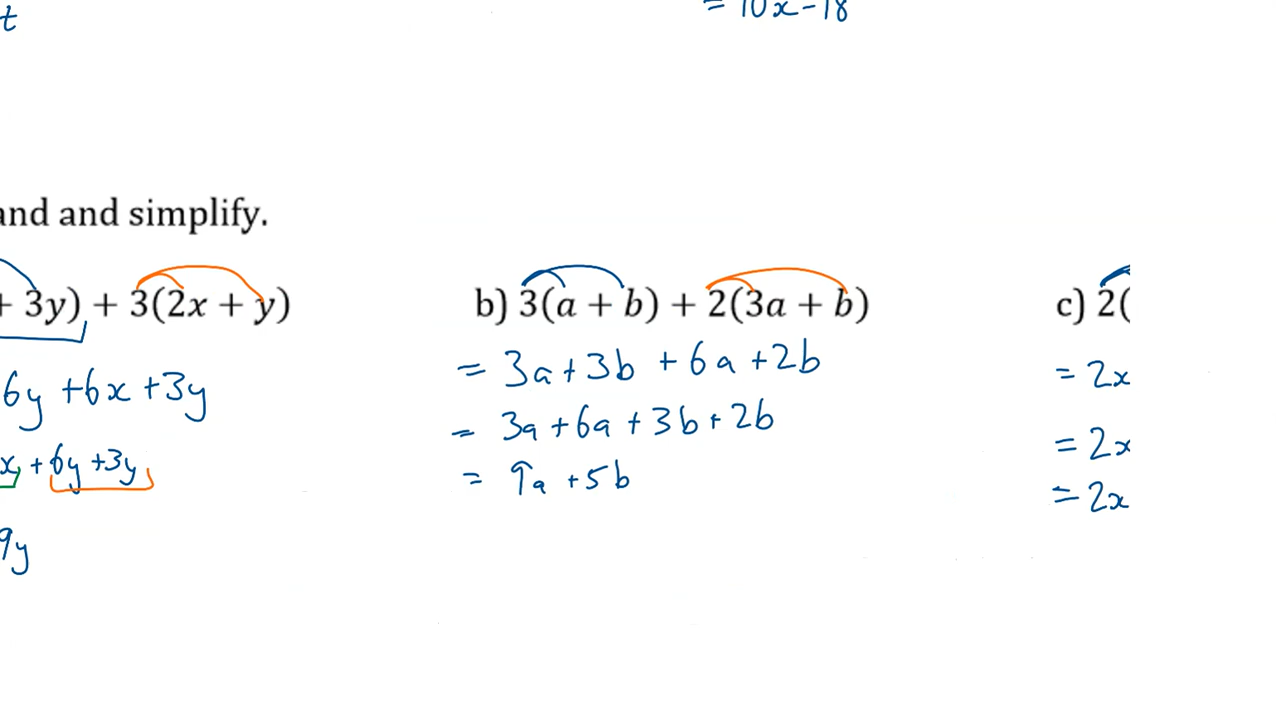 t
= 10x - 18
and and simplify.
+ 3y) + 3(2x + y)
6y + 6x + 3y
x + 6y + 3y
9y
b) 3(a + b) + 2(3a + b)
= 3a + 3b + 6a + 2b
= 3a + 6a + 3b + 2b
= 9a + 5b
c) 2(
= 2x
= 2x
= 2x